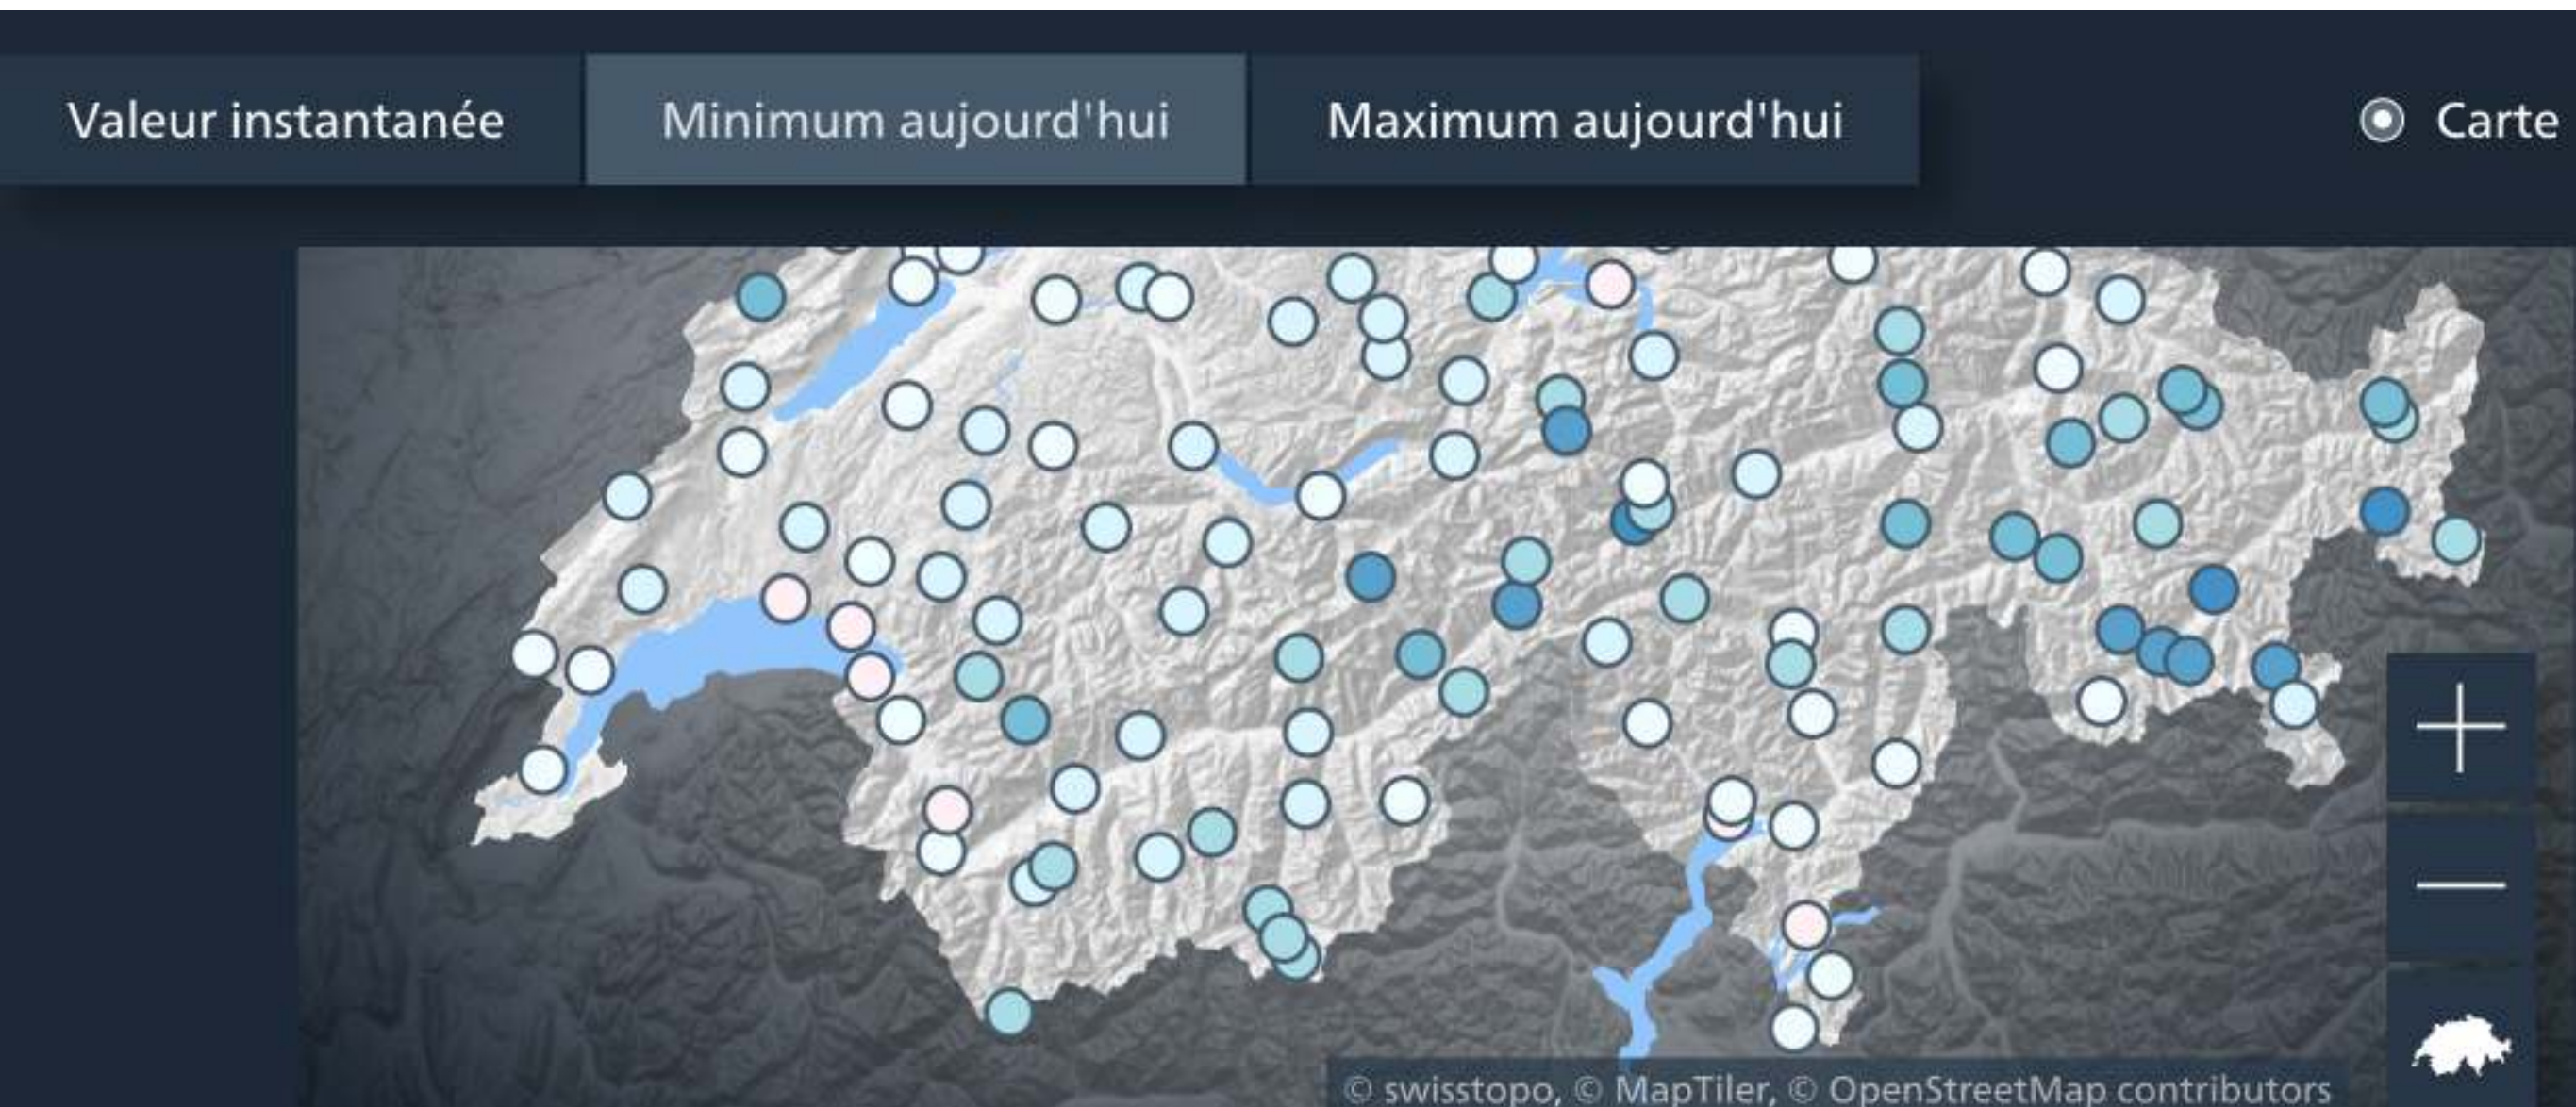 Valeur instantanée
Minimum aujourd'hui
Maximum aujourd'hui
Carte
© swisstopo, © MapTiler, © OpenStreetMap contributors